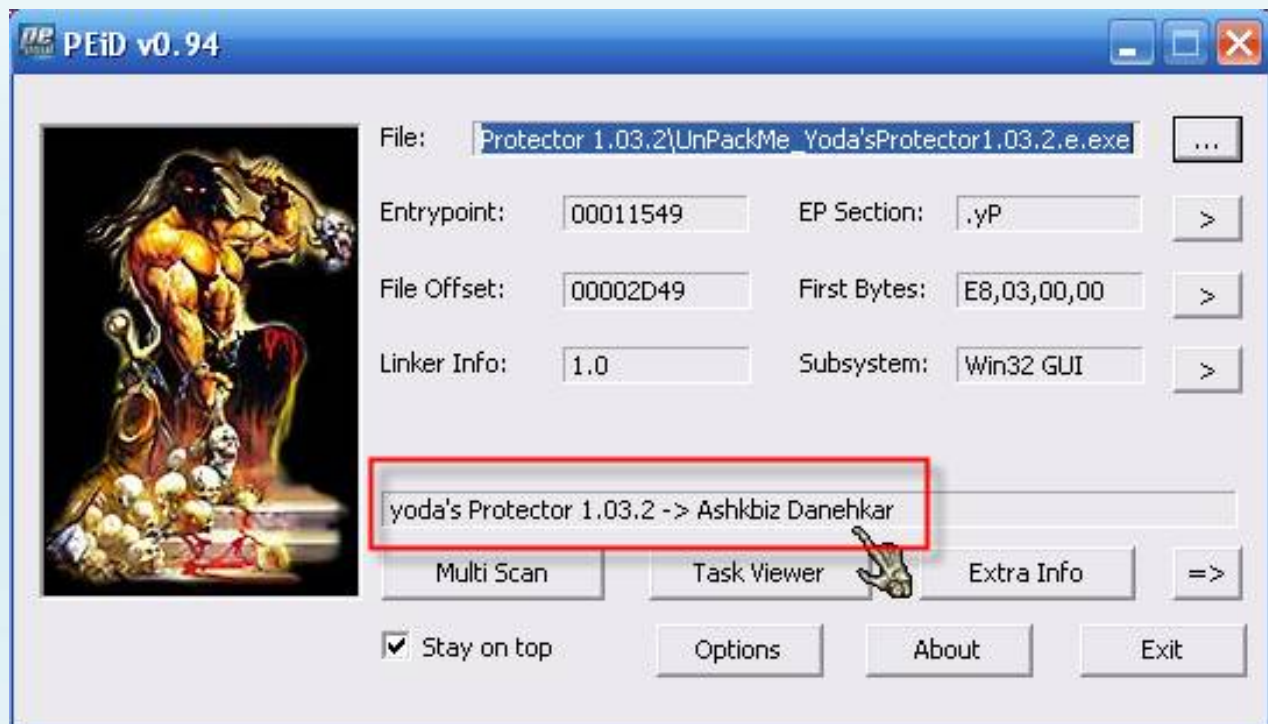 PEiD v0.94
File: Protector 1.03.2\UnPackMe_Yoda'sProtector1.03.2.e.exe ...
Entrypoint: 00011549 EP Section: .yP >
File Offset: 00002D49 First Bytes: E8,03,00,00 >
Linker Info: 1.0 Subsystem: Win32 GUI >
yoda's Protector 1.03.2 -> Ashkbiz Danehkar
Multi Scan Task Viewer Extra Info =>
Stay on top Options About Exit